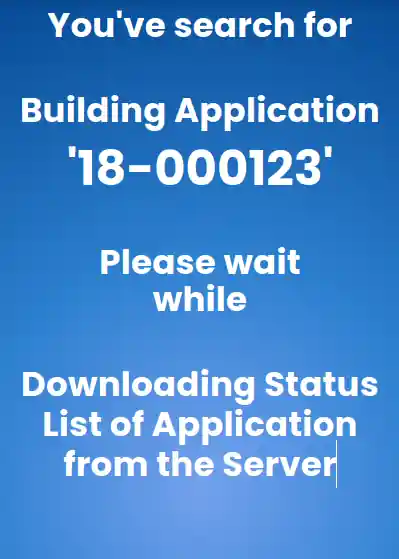 You've search for
Building Application
'18-000123'
Please wait
while
Downloading Status
List of Application
from the Server